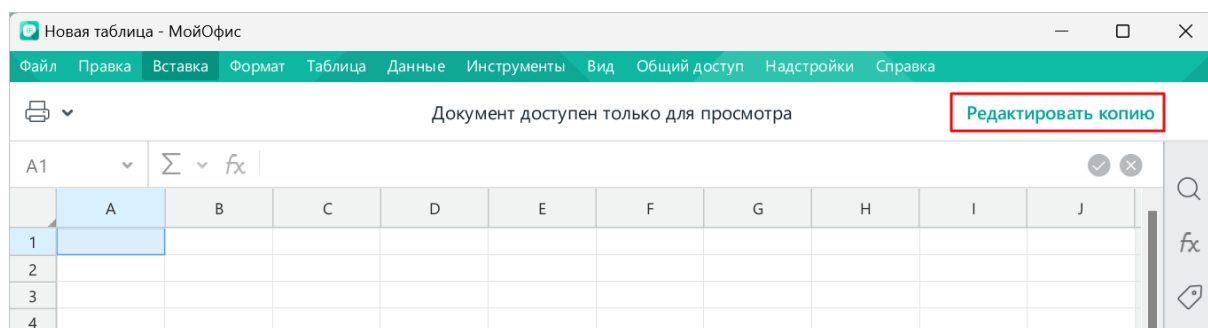 Новая таблица - МойОфис
Файл Правка Вставка Формат Таблица Данные Инструменты Вид Общий доступ Надстройки Справка
Документ доступен только для просмотра Редактировать копию
A1 Σ fx
A B C D E F G H I J
1
2
3
4
fx